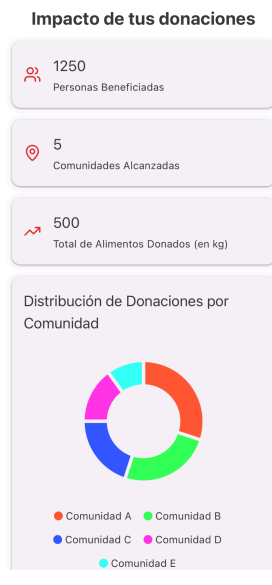 Impacto de tus donaciones
1250
Personas Beneficiadas
5
Comunidades Alcanzadas
500
Total de Alimentos Donados (en kg)
Distribución de Donaciones por
Comunidad
Comunidad A Comunidad B
Comunidad C Comunidad D
Comunidad E